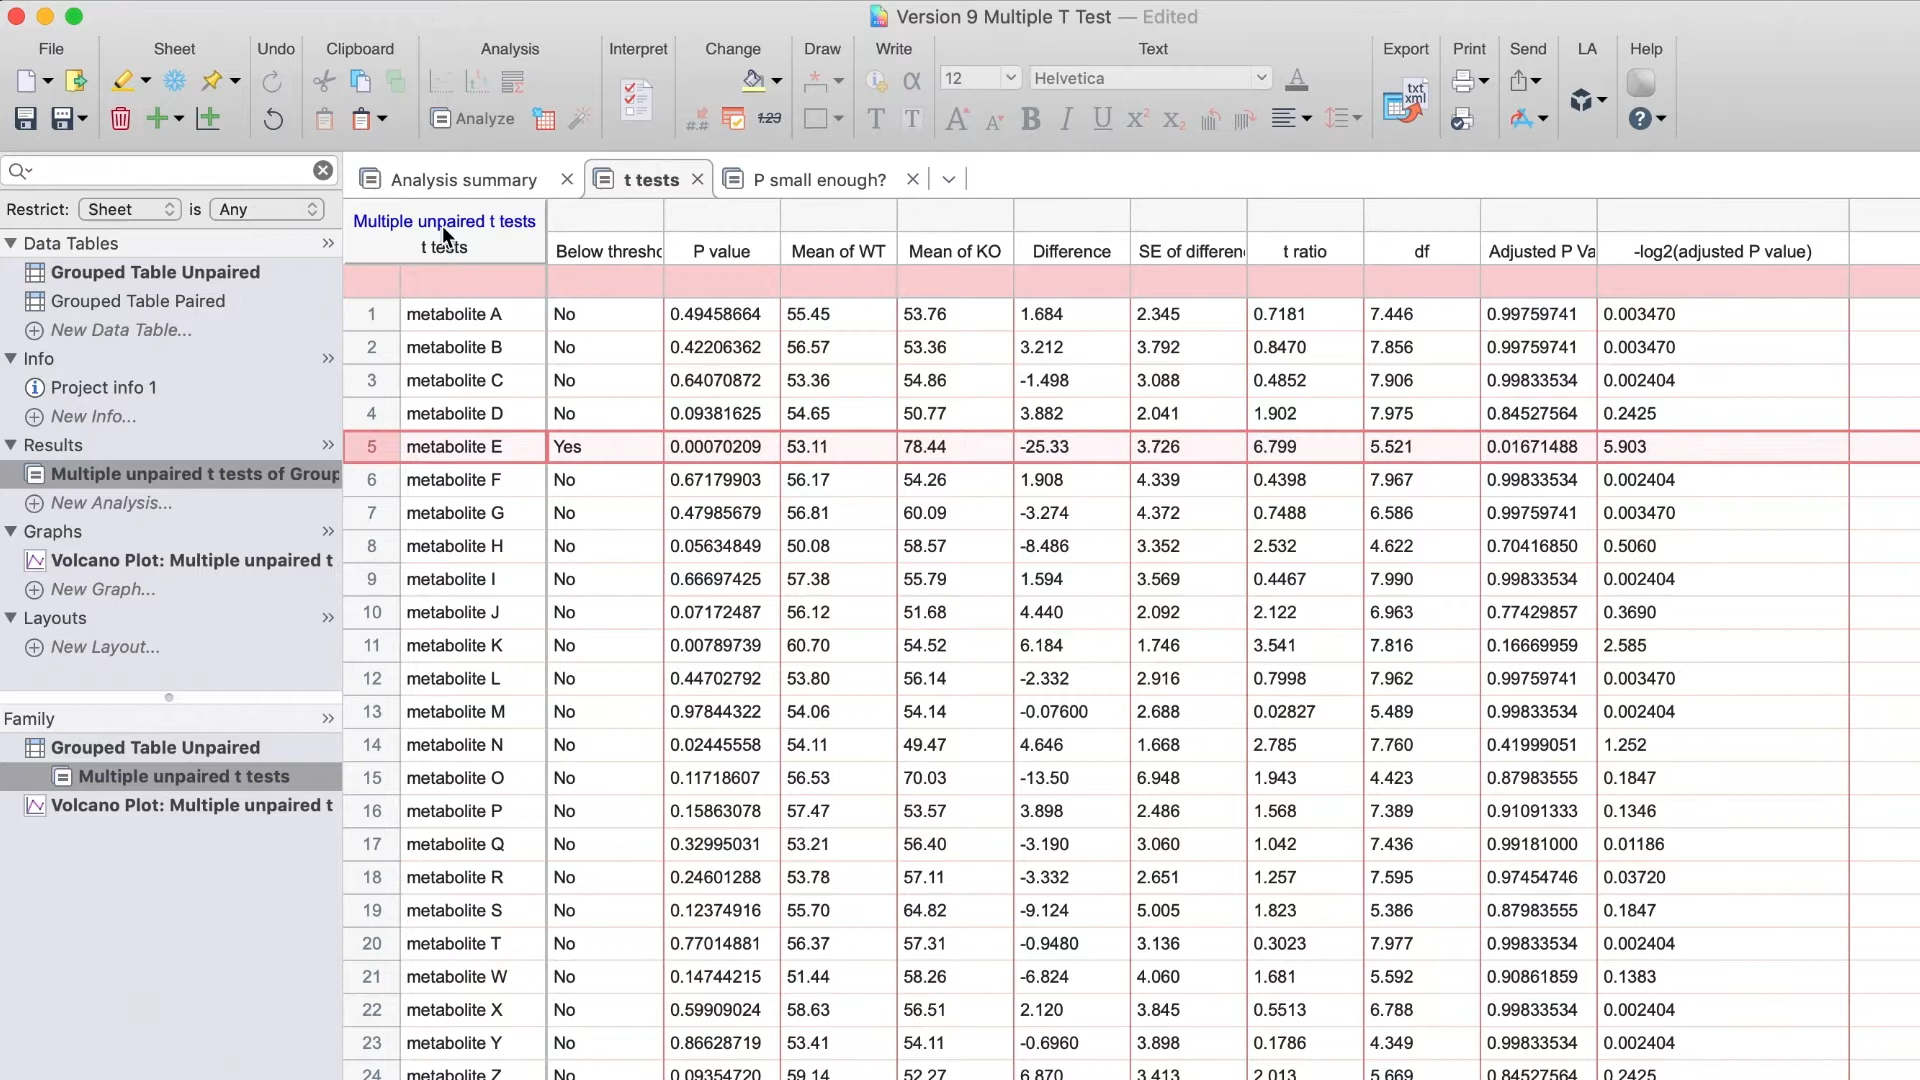 Version 9 Multiple T Test — Edited
File Sheet Undo Clipboard Analysis Interpret Change Draw Write Text Export Print Send LA Help
12 Helvetica
Analyze
txt
xml
Restrict: Sheet is Any
Data Tables
Grouped Table Unpaired
Grouped Table Paired
New Data Table...
Info
Project info 1
New Info...
Results
Multiple unpaired t tests of Group
New Analysis...
Graphs
Volcano Plot: Multiple unpaired t
New Graph...
Layouts
New Layout...
Family
Grouped Table Unpaired
Multiple unpaired t tests
Volcano Plot: Multiple unpaired t
Analysis summary t tests P small enough?
Multiple unpaired t tests
t tests
Below thresho P value Mean of WT Mean of KO Difference SE of differen t ratio df Adjusted P Va -log2(adjusted P value)
1 metabolite A No 0.49458664 55.45 53.76 1.684 2.345 0.7181 7.446 0.99759741 0.003470
2 metabolite B No 0.42206362 56.57 53.36 3.212 3.792 0.8470 7.856 0.99759741 0.003470
3 metabolite C No 0.64070872 53.36 54.86 -1.498 3.088 0.4852 7.906 0.99833534 0.002404
4 metabolite D No 0.09381625 54.65 50.77 3.882 2.041 1.902 7.975 0.84527564 0.2425
5 metabolite E Yes 0.00070209 53.11 78.44 -25.33 3.726 6.799 5.521 0.01671488 5.903
6 metabolite F No 0.67179903 56.17 54.26 1.908 4.339 0.4398 7.967 0.99833534 0.002404
7 metabolite G No 0.47985679 56.81 60.09 -3.274 4.372 0.7488 6.586 0.99759741 0.003470
8 metabolite H No 0.05634849 50.08 58.57 -8.486 3.352 2.532 4.622 0.70416850 0.5060
9 metabolite I No 0.66697425 57.38 55.79 1.594 3.569 0.4467 7.990 0.99833534 0.002404
10 metabolite J No 0.07172487 56.12 51.68 4.440 2.092 2.122 6.963 0.77429857 0.3690
11 metabolite K No 0.00789739 60.70 54.52 6.184 1.746 3.541 7.816 0.16669959 2.585
12 metabolite L No 0.44702792 53.80 56.14 -2.332 2.916 0.7998 7.962 0.99759741 0.003470
13 metabolite M No 0.97844322 54.06 54.14 -0.07600 2.688 0.02827 5.489 0.99833534 0.002404
14 metabolite N No 0.02445558 54.11 49.47 4.646 1.668 2.785 7.760 0.41999051 1.252
15 metabolite O No 0.11718607 56.53 70.03 -13.50 6.948 1.943 4.423 0.87983555 0.1847
16 metabolite P No 0.15863078 57.47 53.57 3.898 2.486 1.568 7.389 0.91091333 0.1346
17 metabolite Q No 0.32995031 53.21 56.40 -3.190 3.060 1.042 7.436 0.99181000 0.01186
18 metabolite R No 0.24601288 53.78 57.11 -3.332 2.651 1.257 7.595 0.97454746 0.03720
19 metabolite S No 0.12374916 55.70 64.82 -9.124 5.005 1.823 5.386 0.87983555 0.1847
20 metabolite T No 0.77014881 56.37 57.31 -0.9480 3.136 0.3023 7.977 0.99833534 0.002404
21 metabolite W No 0.14744215 51.44 58.26 -6.824 4.060 1.681 5.592 0.90861859 0.1383
22 metabolite X No 0.59909024 58.63 56.51 2.120 3.845 0.5513 6.788 0.99833534 0.002404
23 metabolite Y No 0.86628719 53.41 54.11 -0.6960 3.898 0.1786 4.349 0.99833534 0.002404
24 metabolite Z No 0.09354720 59.14 52.27 6.870 3.413 2.013 5.669 0.84527564 0.2425